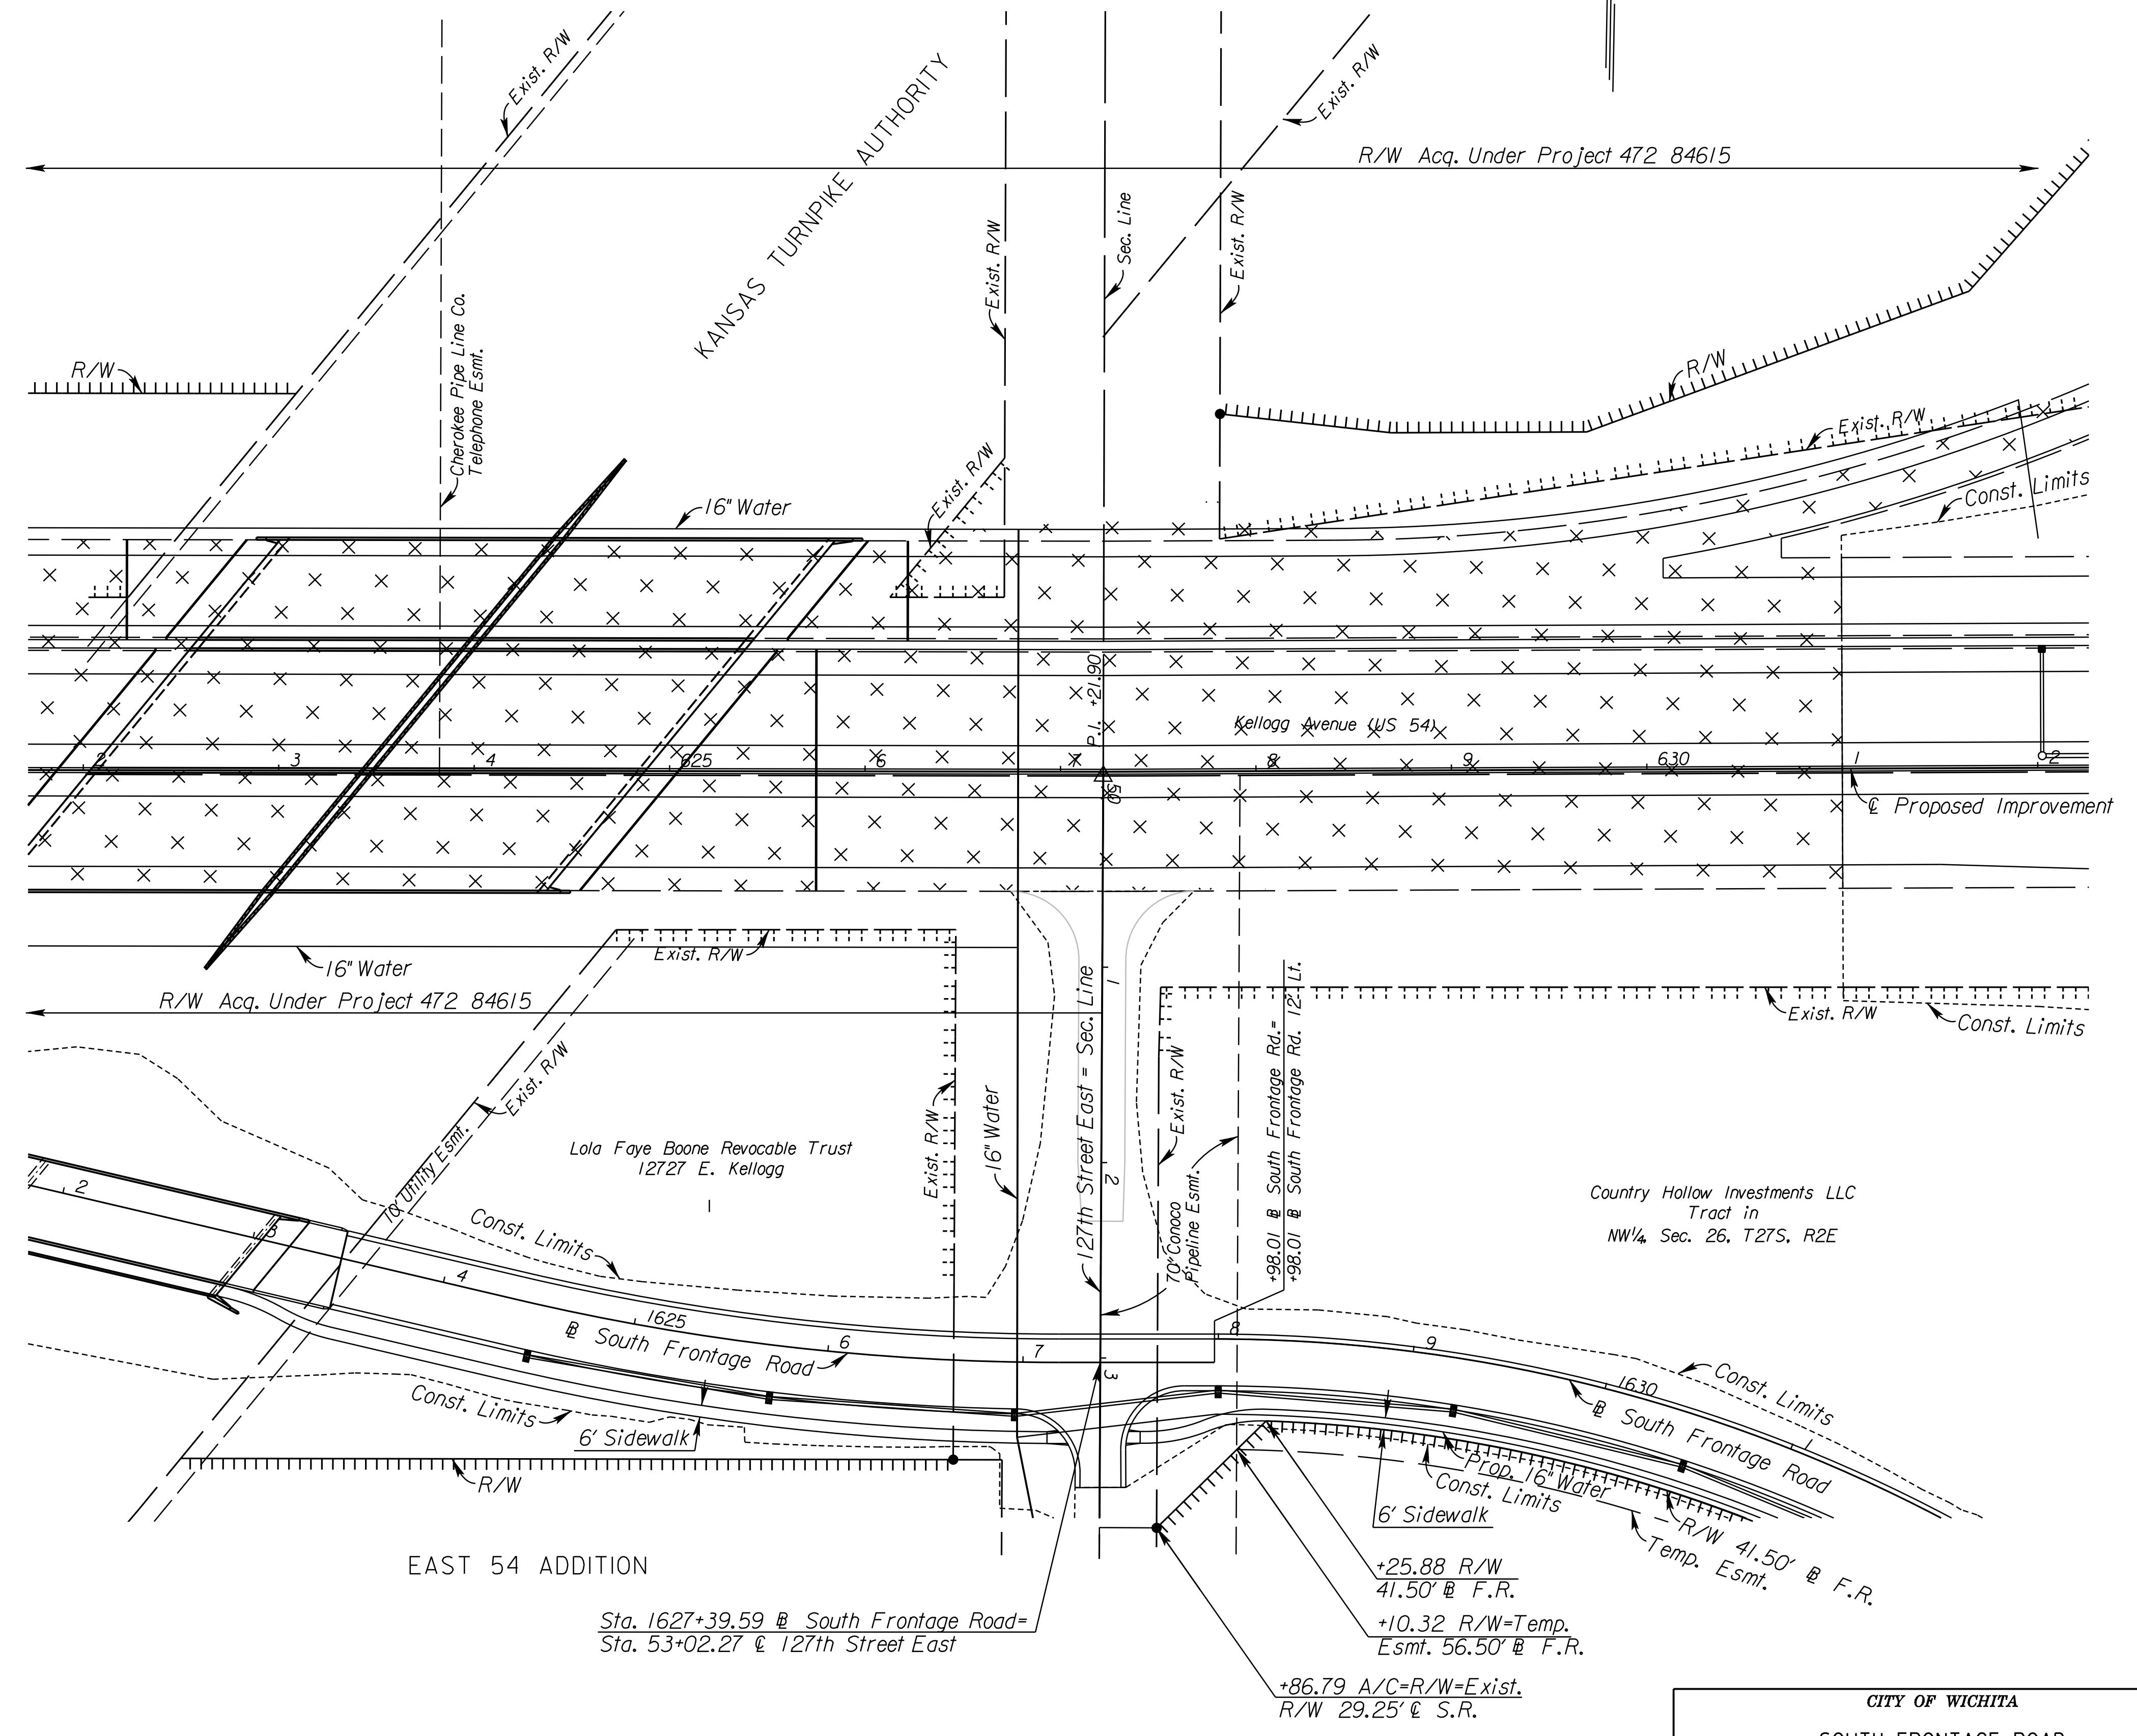 Exist. R/W
KANSAS TURNPIKE AUTHORITY
Exist. R/W
R/W Acq. Under Project 472 84615
Exist. R/W
Sec. Line
Exist. R/W
R/W
Cherokee Pipe Line Co.
Telephone Esmt.
R/W
Exist. R/W
Exist. R/W
16" Water
Const. Limits
P.I. +21.90
Kellogg Avenue (US 54)
2 3 4 625 6 7 8 9 630 1 2
50
℄ Proposed Improvement
Exist. R/W
16" Water
R/W Acq. Under Project 472 84615
1
Exist. R/W
Const. Limits
Exist. R/W
10' Utility Esmt.
Lola Faye Boone Revocable Trust
12727 E. Kellogg
Exist. R/W
16" Water
127th Street East = Sec. Line
2
Exist. R/W
70' Conoco
Pipeline Esmt.
+98.01 ⅊ South Frontage Rd.=
+98.01 ⅊ South Frontage Rd. 12' Lt.
Country Hollow Investments LLC
Tract in
NW¼, Sec. 26, T27S, R2E
2 3 4 1625 6 7 8 9 1630 1
Const. Limits
⅊ South Frontage Road
3
Const. Limits
⅊ South Frontage Road
Const. Limits
6' Sidewalk
R/W
Prop. 16" Water
Const. Limits
6' Sidewalk
R/W 41.50' ⅊ F.R.
Temp. Esmt.
EAST 54 ADDITION
+25.88 R/W
41.50' ⅊ F.R.
Sta. 1627+39.59 ⅊ South Frontage Road=
Sta. 53+02.27 ℄ 127th Street East
+10.32 R/W=Temp.
Esmt. 56.50' ⅊ F.R.
+86.79 A/C=R/W=Exist.
R/W 29.25' ℄ S.R.
CITY OF WICHITA
SOUTH FRONTAGE ROAD